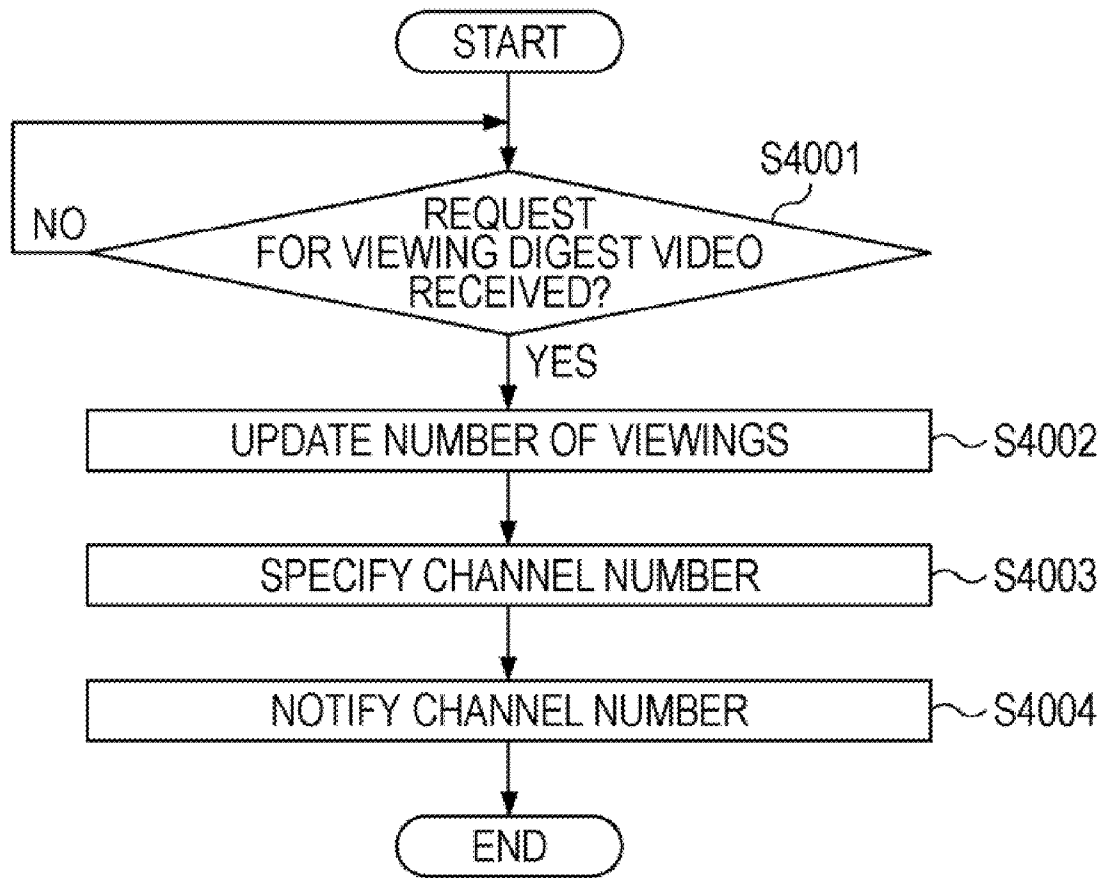 START
S4001
REQUEST
FOR VIEWING DIGEST VIDEO
RECEIVED?
NO
YES
UPDATE NUMBER OF VIEWINGS
S4002
SPECIFY CHANNEL NUMBER
S4003
NOTIFY CHANNEL NUMBER
S4004
END